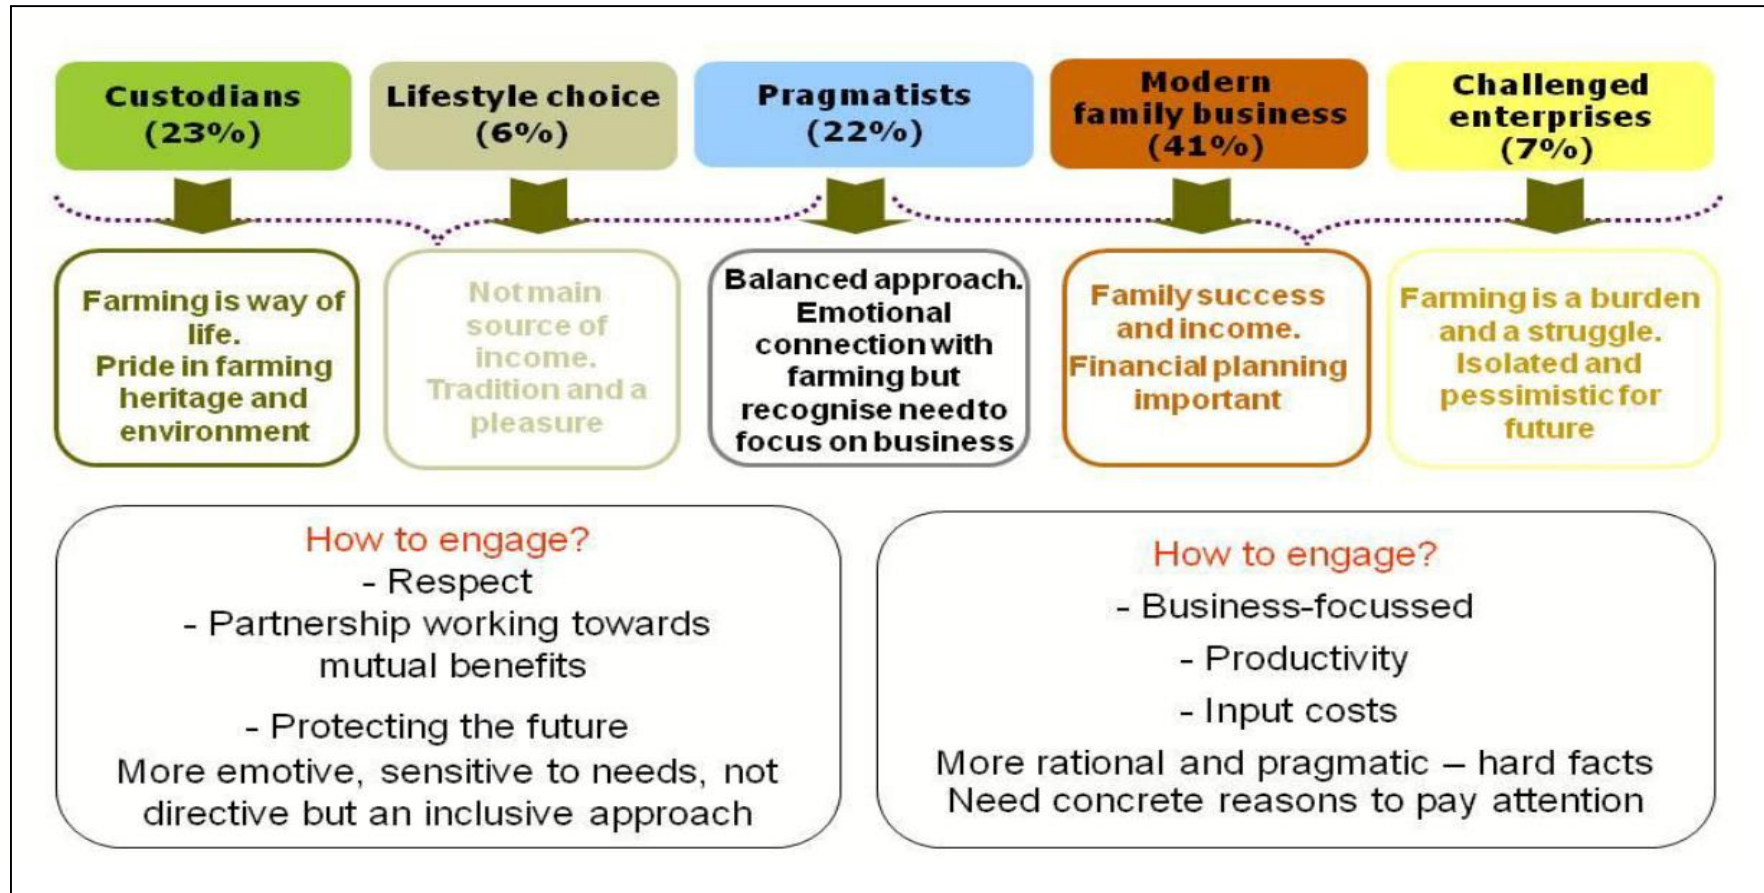 Custodians
(23%)
Lifestyle choice
(6%)
Pragmatists
(22%)
Modern
family business
(41%)
Challenged
enterprises
(7%)
Farming is way of
life.
Pride in farming
heritage and
environment
Not main
source of
income.
Tradition and a
pleasure
Balanced approach.
Emotional
connection with
farming but
recognise need to
focus on business
Family success
and income.
Financial planning
important
Farming is a burden
and a struggle.
Isolated and
pessimistic for
future
How to engage?
- Respect
- Partnership working towards
mutual benefits
- Protecting the future
More emotive, sensitive to needs, not
directive but an inclusive approach
How to engage?
- Business-focussed
- Productivity
- Input costs
More rational and pragmatic – hard facts
Need concrete reasons to pay attention